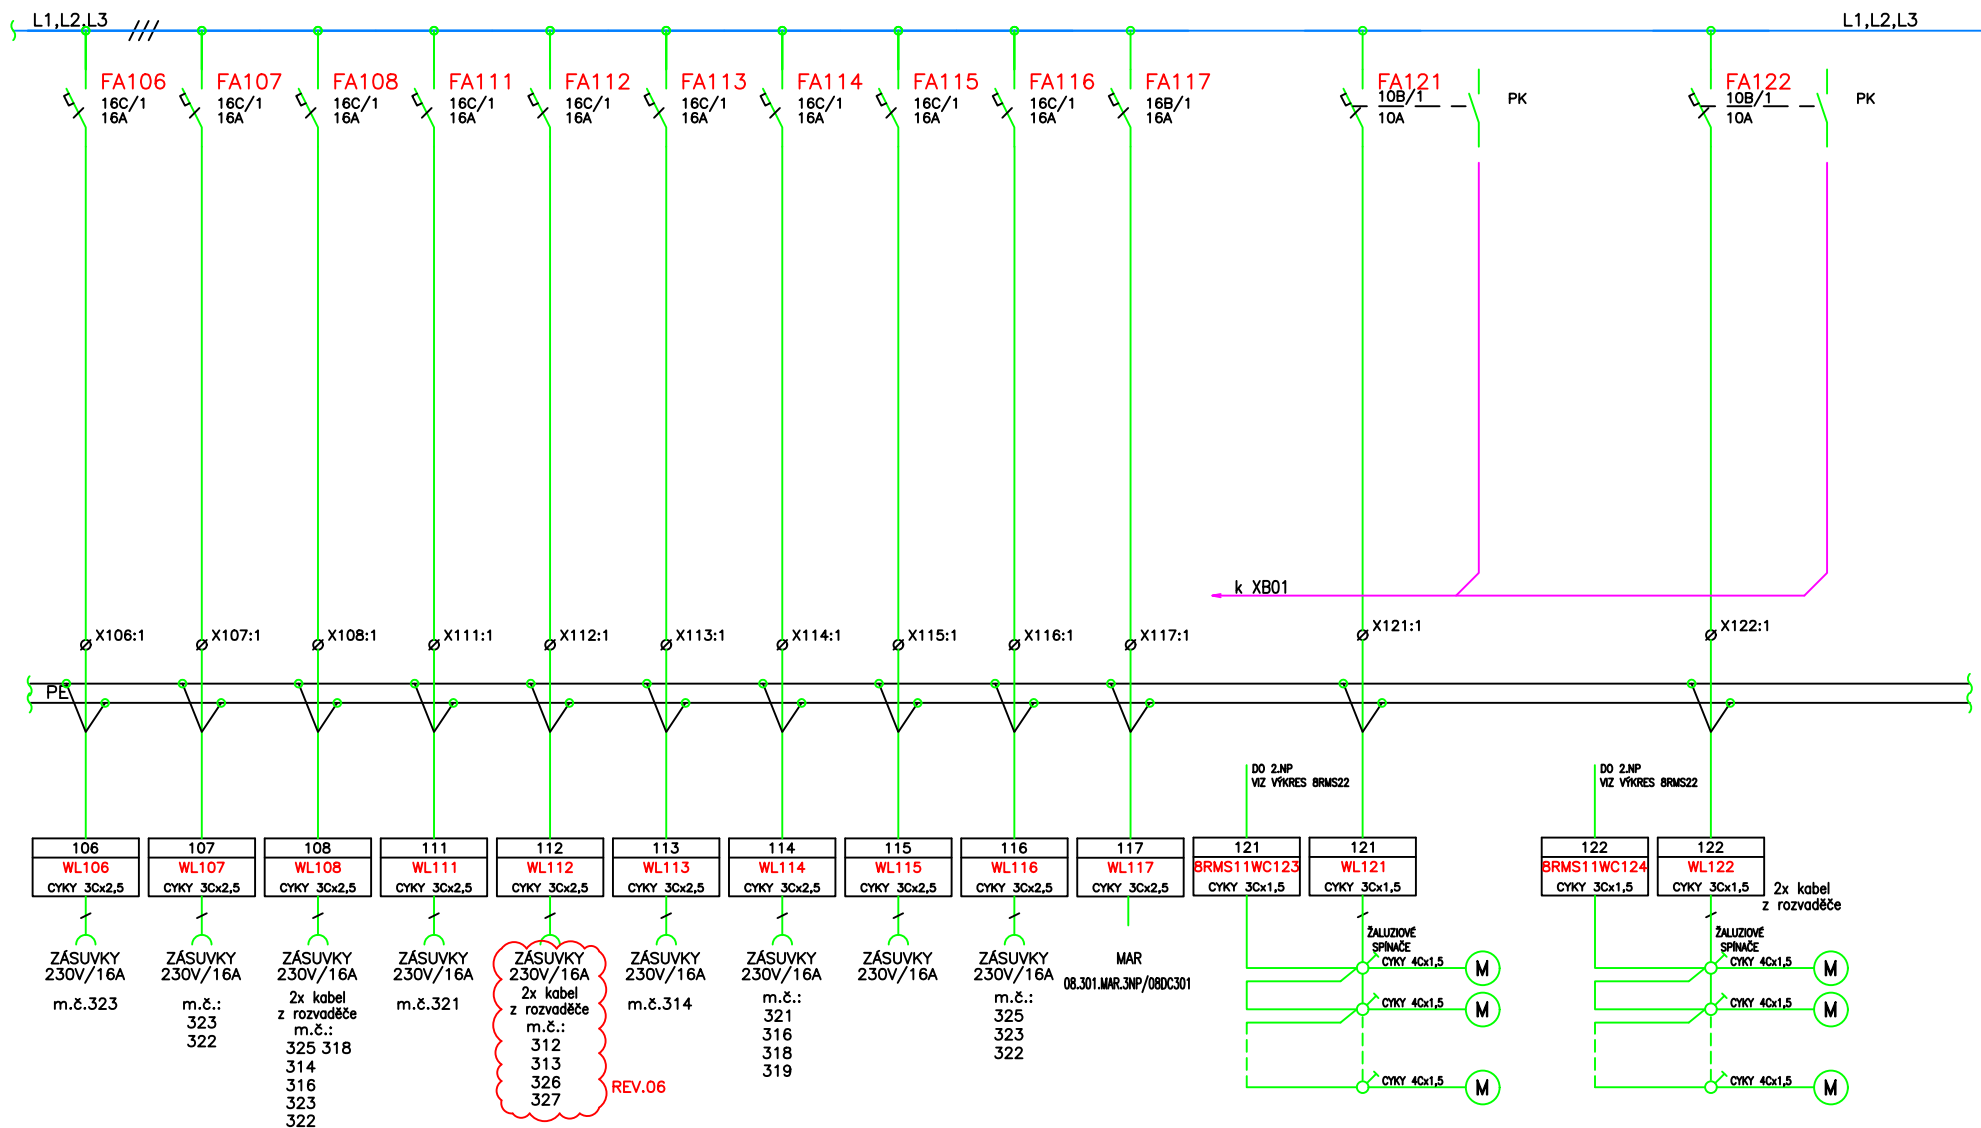 L1,L2,L3
L1,L2,L3
FA106
16C/1
16A
FA107
16C/1
16A
FA108
16C/1
16A
FA111
16C/1
16A
FA112
16C/1
16A
FA113
16C/1
16A
FA114
16C/1
16A
FA115
16C/1
16A
FA116
16C/1
16A
FA117
16B/1
16A
FA121
10B/1
10A
PK
FA122
10B/1
10A
PK
k XB01
X106:1
X107:1
X108:1
X111:1
X112:1
X113:1
X114:1
X115:1
X116:1
X117:1
X121:1
X122:1
PE
DO 2.NP
VIZ VÝKRES 8RMS22
DO 2.NP
VIZ VÝKRES 8RMS22
106
WL106
CYKY 3Cx2,5
107
WL107
CYKY 3Cx2,5
108
WL108
CYKY 3Cx2,5
111
WL111
CYKY 3Cx2,5
112
WL112
CYKY 3Cx2,5
113
WL113
CYKY 3Cx2,5
114
WL114
CYKY 3Cx2,5
115
WL115
CYKY 3Cx2,5
116
WL116
CYKY 3Cx2,5
117
WL117
CYKY 3Cx2,5
121
8RMS11WC123
CYKY 3Cx1,5
121
WL121
CYKY 3Cx1,5
122
8RMS11WC124
CYKY 3Cx1,5
122
WL122
CYKY 3Cx1,5
2x kabel
z rozvaděče
ZÁSUVKY
230V/16A
m.č.323
ZÁSUVKY
230V/16A
m.č.:
323
322
ZÁSUVKY
230V/16A
2x kabel
z rozvaděče
m.č.:
325 318
314
316
323
322
ZÁSUVKY
230V/16A
m.č.321
ZÁSUVKY
230V/16A
2x kabel
z rozvaděče
m.č.:
312
313
326
327
REV.06
ZÁSUVKY
230V/16A
m.č.314
ZÁSUVKY
230V/16A
m.č.:
321
316
318
319
ZÁSUVKY
230V/16A
ZÁSUVKY
230V/16A
m.č.:
325
323
322
MAR
08.301.MAR.3NP/08DC301
ŽALUZIOVÉ
SPÍNAČE
CYKY 4Cx1,5
M
CYKY 4Cx1,5
M
CYKY 4Cx1,5
M
ŽALUZIOVÉ
SPÍNAČE
CYKY 4Cx1,5
M
CYKY 4Cx1,5
M
CYKY 4Cx1,5
M